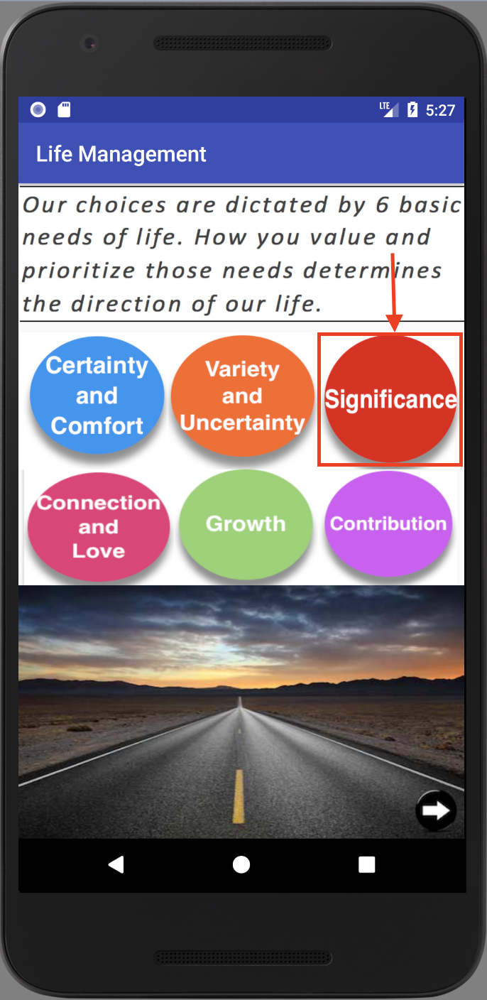 LTE 5:27
Life Management
Our choices are dictated by 6 basic
needs of life. How you value and
prioritize those needs determines
the direction of our life.
Certainty
and
Comfort
Variety
and
Uncertainty
Significance
Connection
and
Love
Growth
Contribution